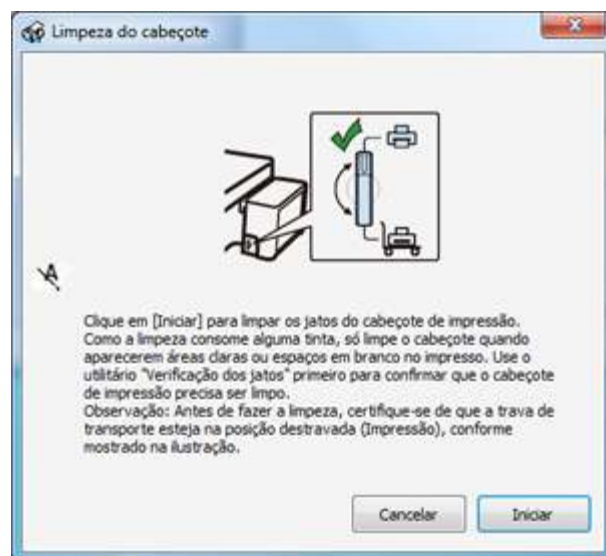 Limpeza do cabeçote
A
Clique em [Iniciar] para limpar os jatos do cabeçote de impressão.
Como a limpeza consome alguma tinta, só limpe o cabeçote quando
aparecerem áreas claras ou espaços em branco no impresso. Use o
utilitário "Verificação dos jatos" primeiro para confirmar que o cabeçote
de impressão precisa ser limpo.
Observação: Antes de fazer a limpeza, certifique-se de que a trava de
transporte esteja na posição destravada (Impressão), conforme
mostrado na ilustração.
Cancelar
Iniciar